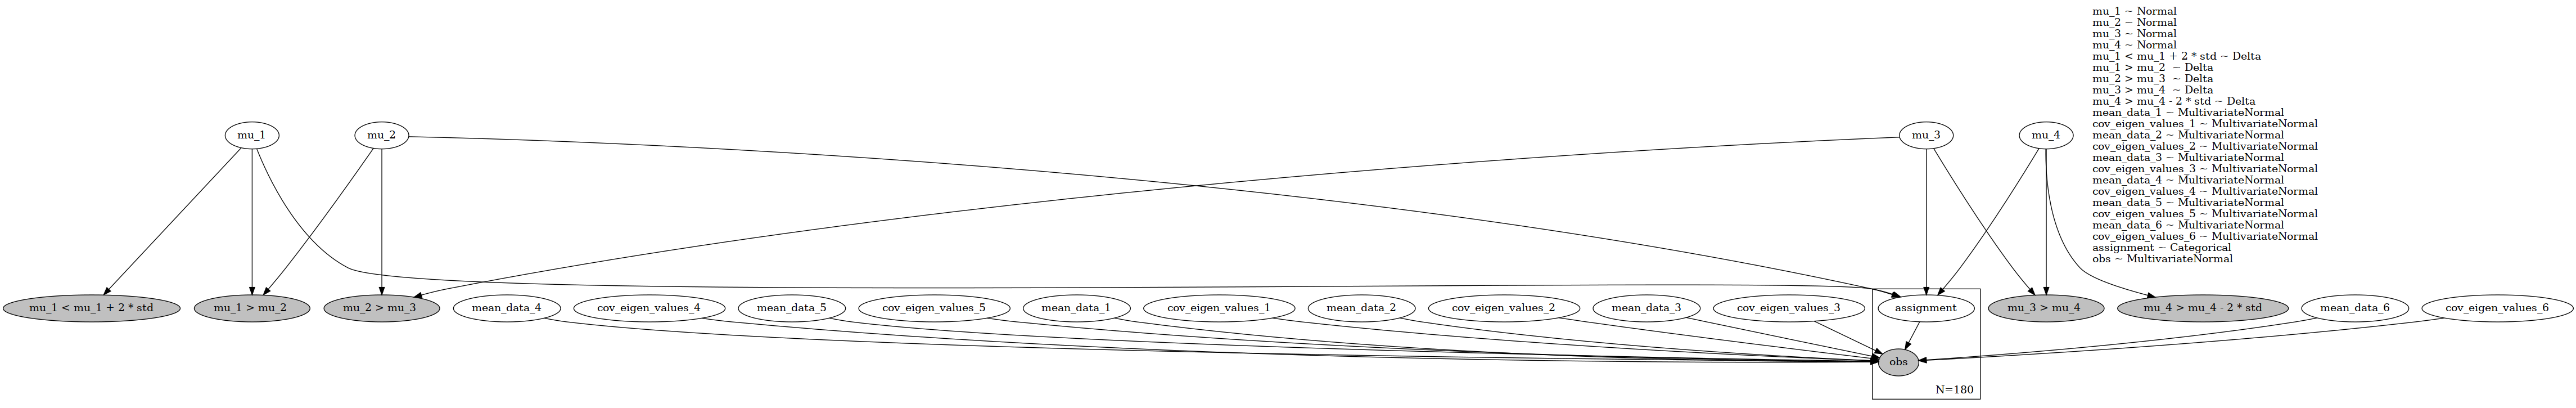 mu_1 ~ Normal
mu_2 ~ Normal
mu_3 ~ Normal
mu_4 ~ Normal
mu_1 < mu_1 + 2 * std ~ Delta
mu_1 > mu_2  ~ Delta
mu_2 > mu_3  ~ Delta
mu_3 > mu_4  ~ Delta
mu_4 > mu_4 - 2 * std ~ Delta
mean_data_1 ~ MultivariateNormal
cov_eigen_values_1 ~ MultivariateNormal
mean_data_2 ~ MultivariateNormal
cov_eigen_values_2 ~ MultivariateNormal
mean_data_3 ~ MultivariateNormal
cov_eigen_values_3 ~ MultivariateNormal
mean_data_4 ~ MultivariateNormal
cov_eigen_values_4 ~ MultivariateNormal
mean_data_5 ~ MultivariateNormal
cov_eigen_values_5 ~ MultivariateNormal
mean_data_6 ~ MultivariateNormal
cov_eigen_values_6 ~ MultivariateNormal
assignment ~ Categorical
obs ~ MultivariateNormal
mu_1
mu_2
mu_3
mu_4
mu_1 < mu_1 + 2 * std
mu_1 > mu_2
mu_2 > mu_3
mean_data_4
cov_eigen_values_4
mean_data_5
cov_eigen_values_5
mean_data_1
cov_eigen_values_1
mean_data_2
cov_eigen_values_2
mean_data_3
cov_eigen_values_3
assignment
mu_3 > mu_4
mu_4 > mu_4 - 2 * std
mean_data_6
cov_eigen_values_6
obs
N=180